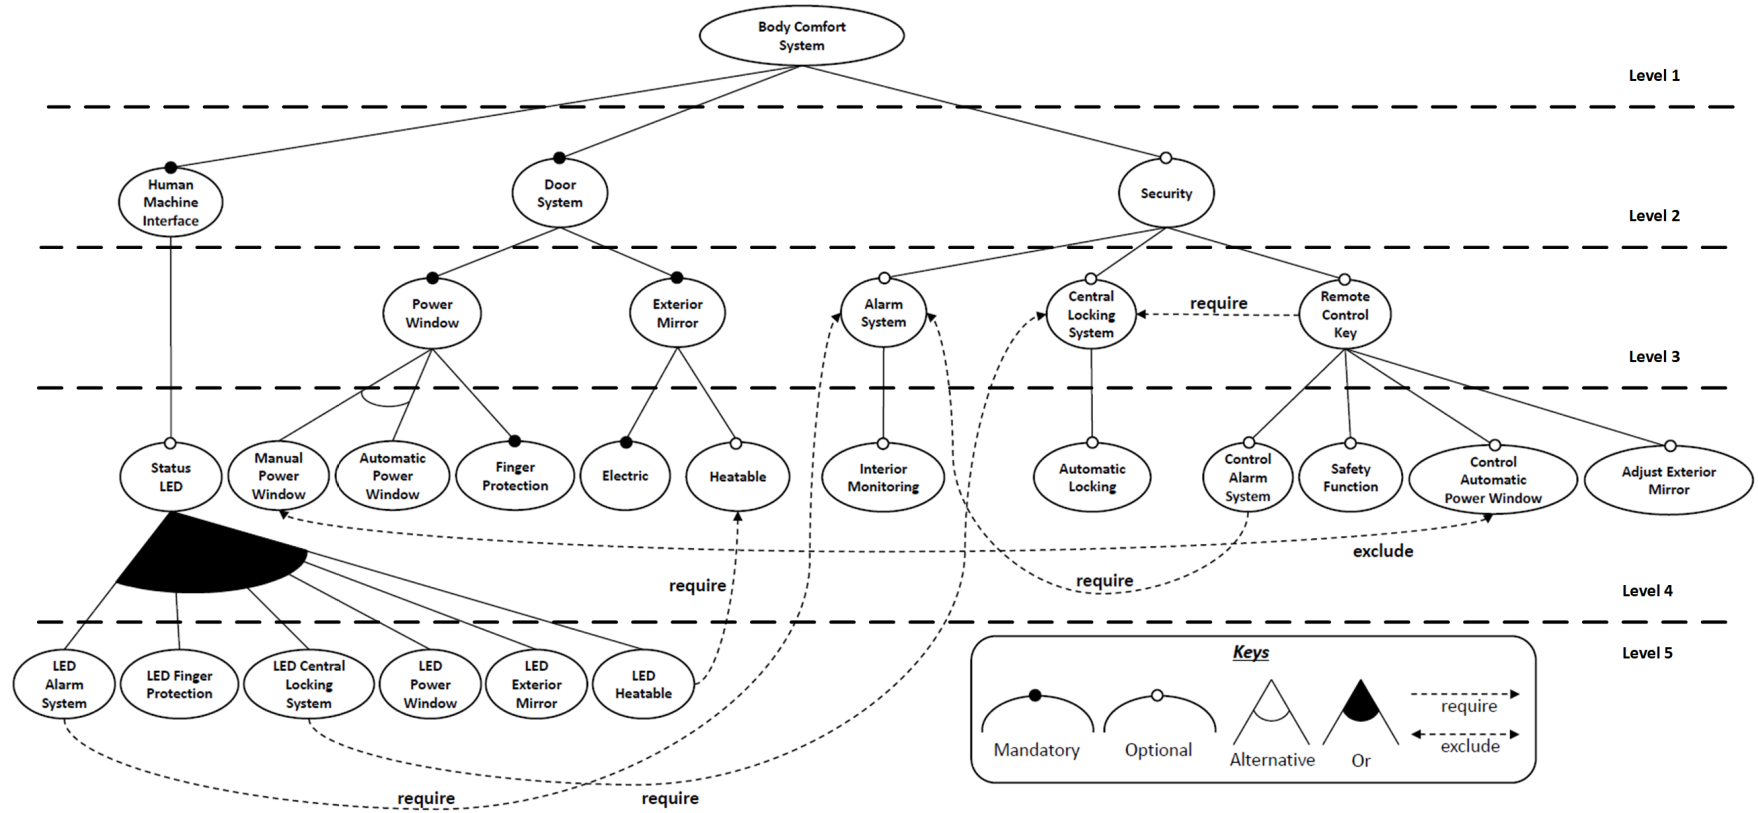 Body Comfort
System
Level 1
Human
Machine
Interface
Door
System
Security
Level 2
Power
Window
Exterior
Mirror
Alarm
System
Central
Locking
System
require
Remote
Control
Key
Level 3
Status
LED
Manual
Power
Window
Automatic
Power
Window
Finger
Protection
Electric
Heatable
Interior
Monitoring
Automatic
Locking
Control
Alarm
System
Safety
Function
Control
Automatic
Power Window
Adjust Exterior
Mirror
exclude
require
require
Level 4
Level 5
LED
Alarm
System
LED Finger
Protection
LED Central
Locking
System
LED
Power
Window
LED
Exterior
Mirror
LED
Heatable
require
require
Keys
Mandatory
Optional
Alternative
Or
require
exclude